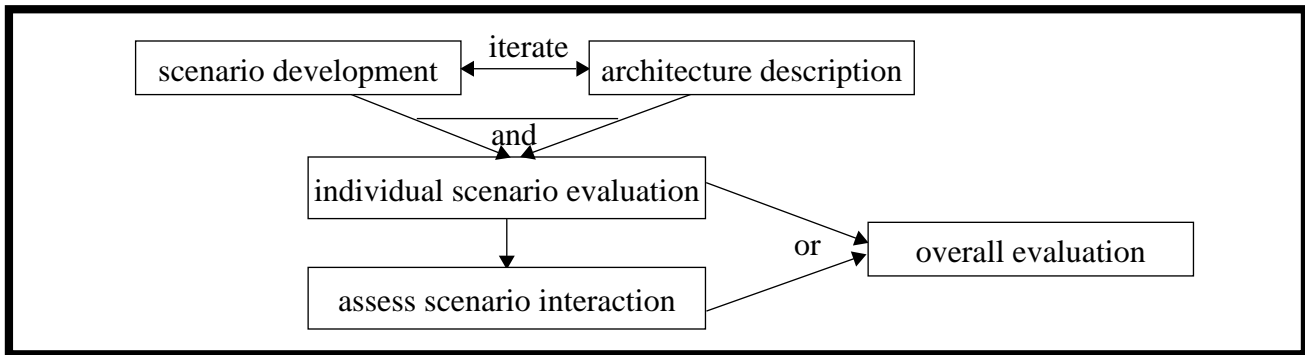 iterate
scenario development
architecture description
and
individual scenario evaluation
or
overall evaluation
assess scenario interaction